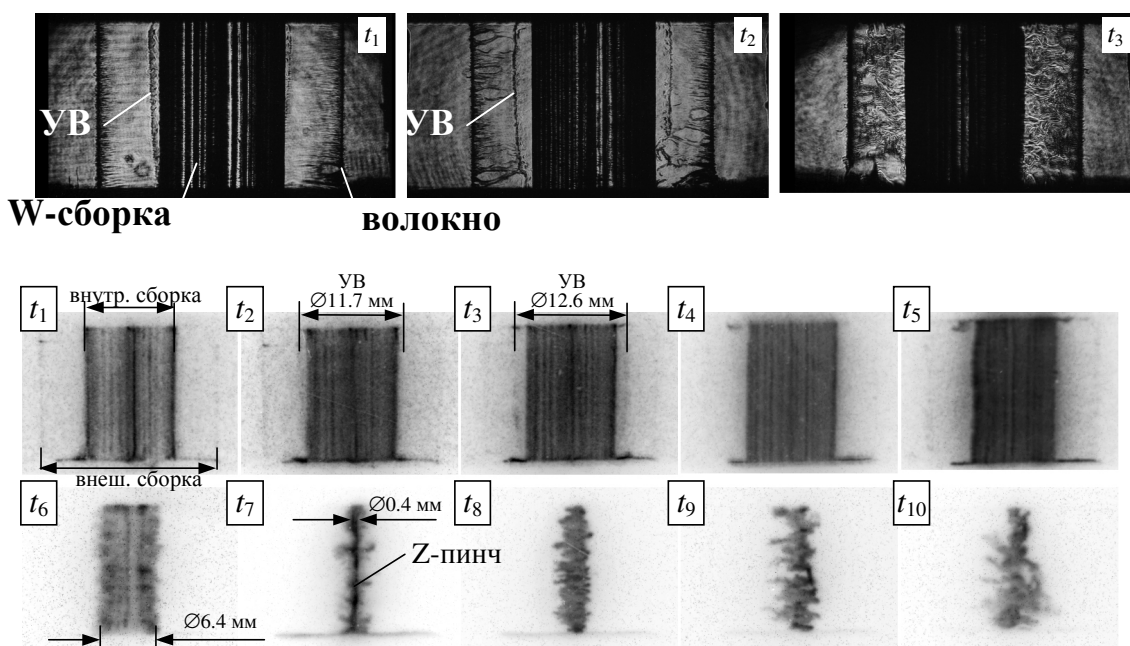 t1
t2
t3
УВ
УВ
W-сборка
волокно
t1
внутр. сборка
внеш. сборка
t2
УВ
∅11.7 мм
t3
УВ
∅12.6 мм
t4
t5
t6
∅6.4 мм
t7
∅0.4 мм
Z-пинч
t8
t9
t10